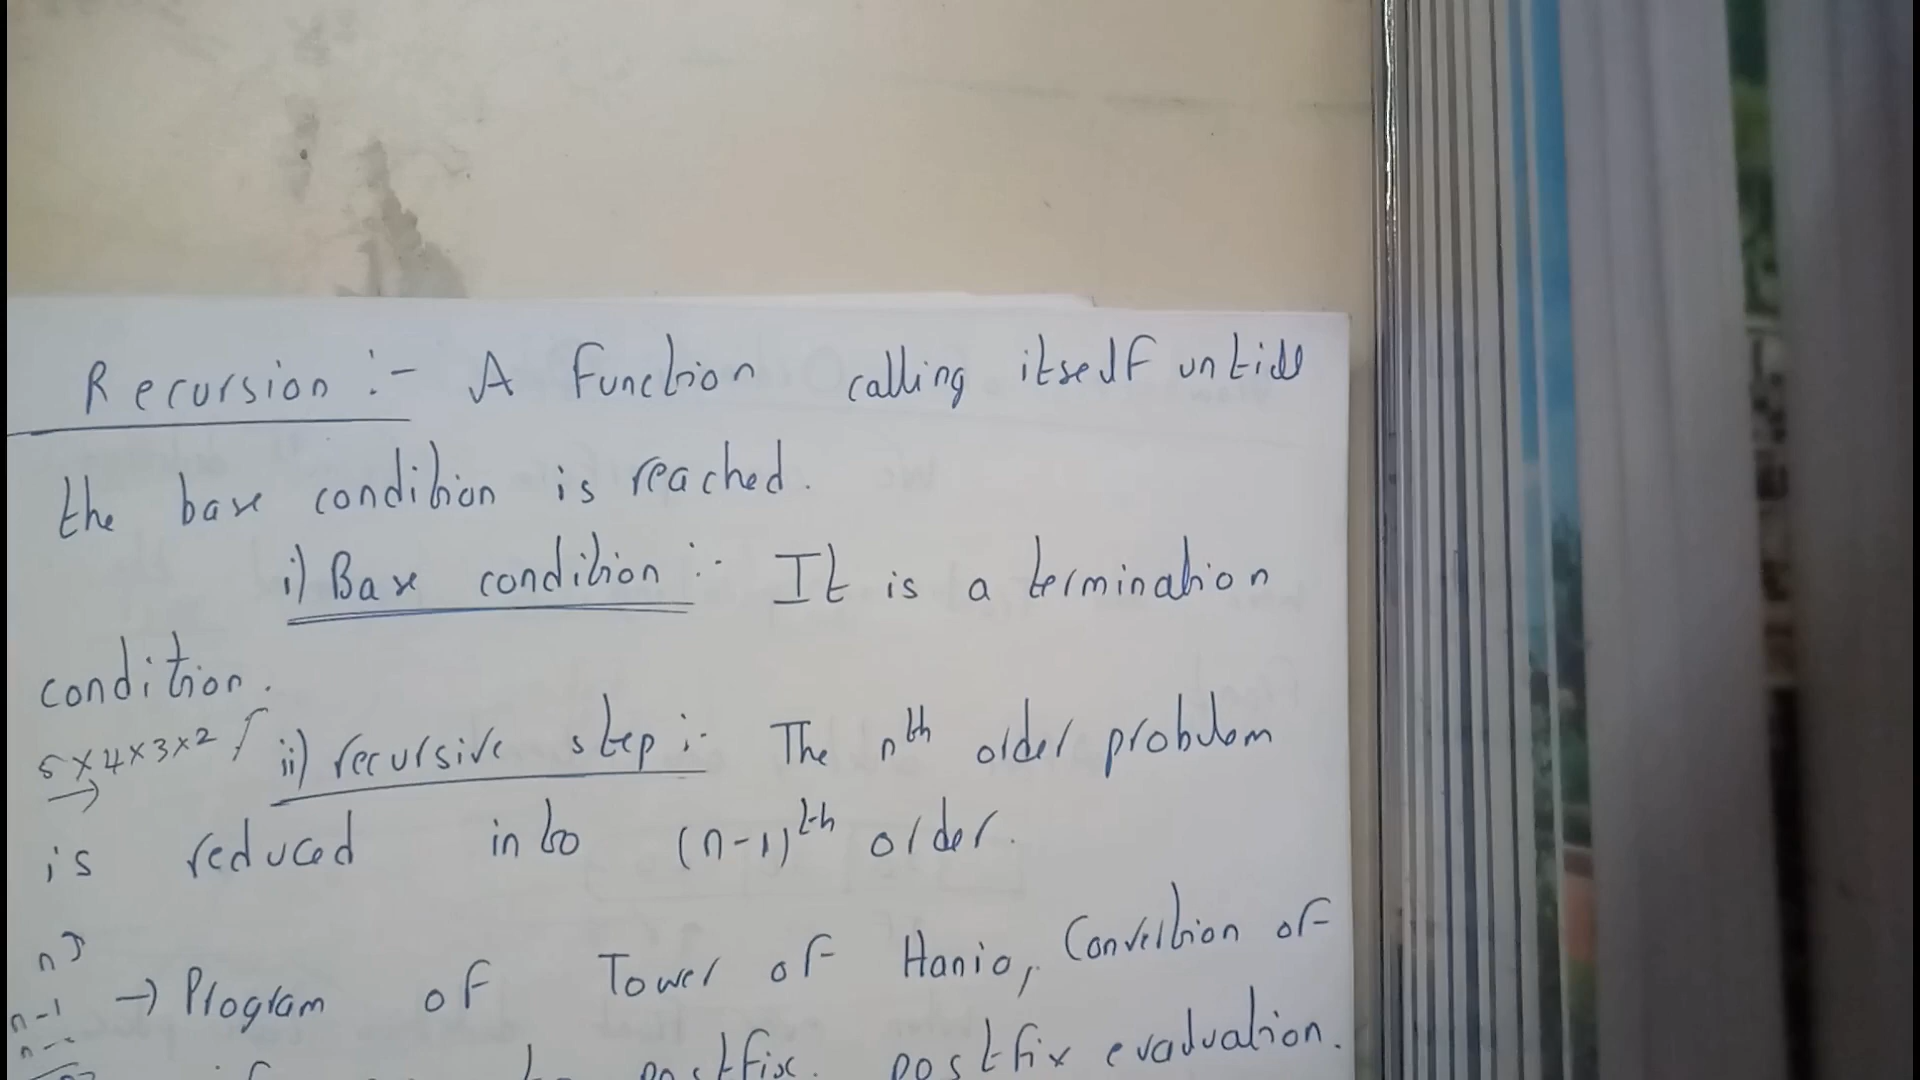 Recursion :- A Function calling itself untill
the base condition is reached.
i) Base condition :- It is a termination
condition.
5×4×3×2 ii) recursive step :- The nth order problem
is reduced into (n-1)th order.
n
n-1 → Program of Tower of Hanio, Convertion of
postfix. postfix evaluation.